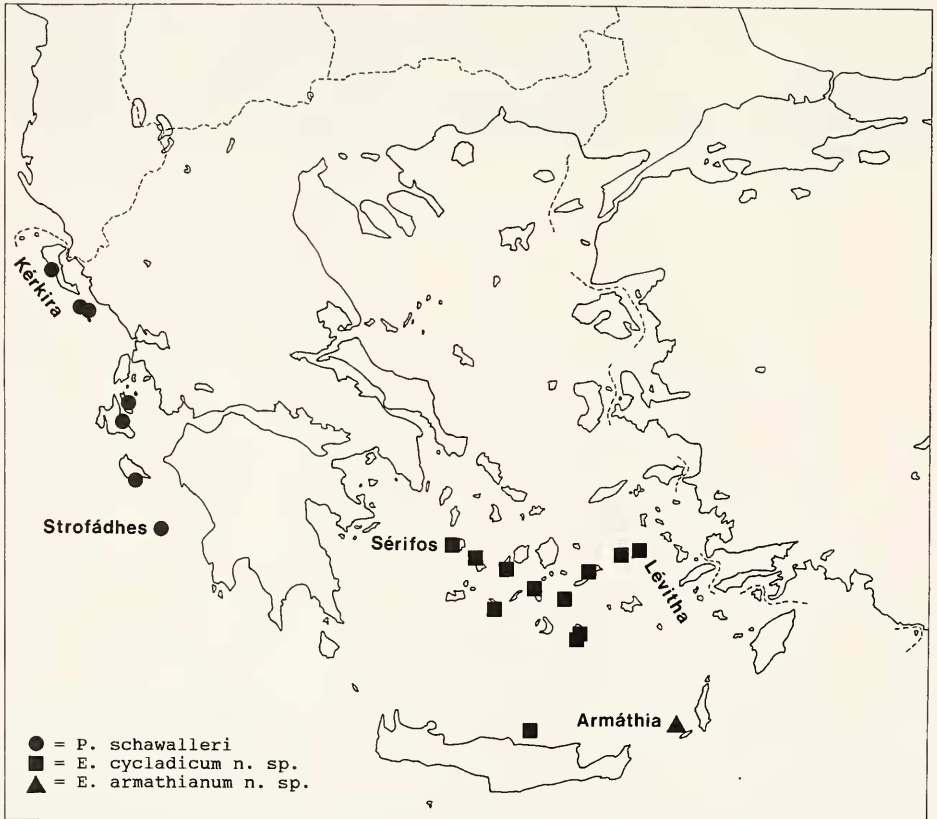 Kérkira
Strofádhes
Sérifos
Lévitha
Armáthia
= P. schawalleri
= E. cycladicum n. sp.
= E. armathianum n. sp.